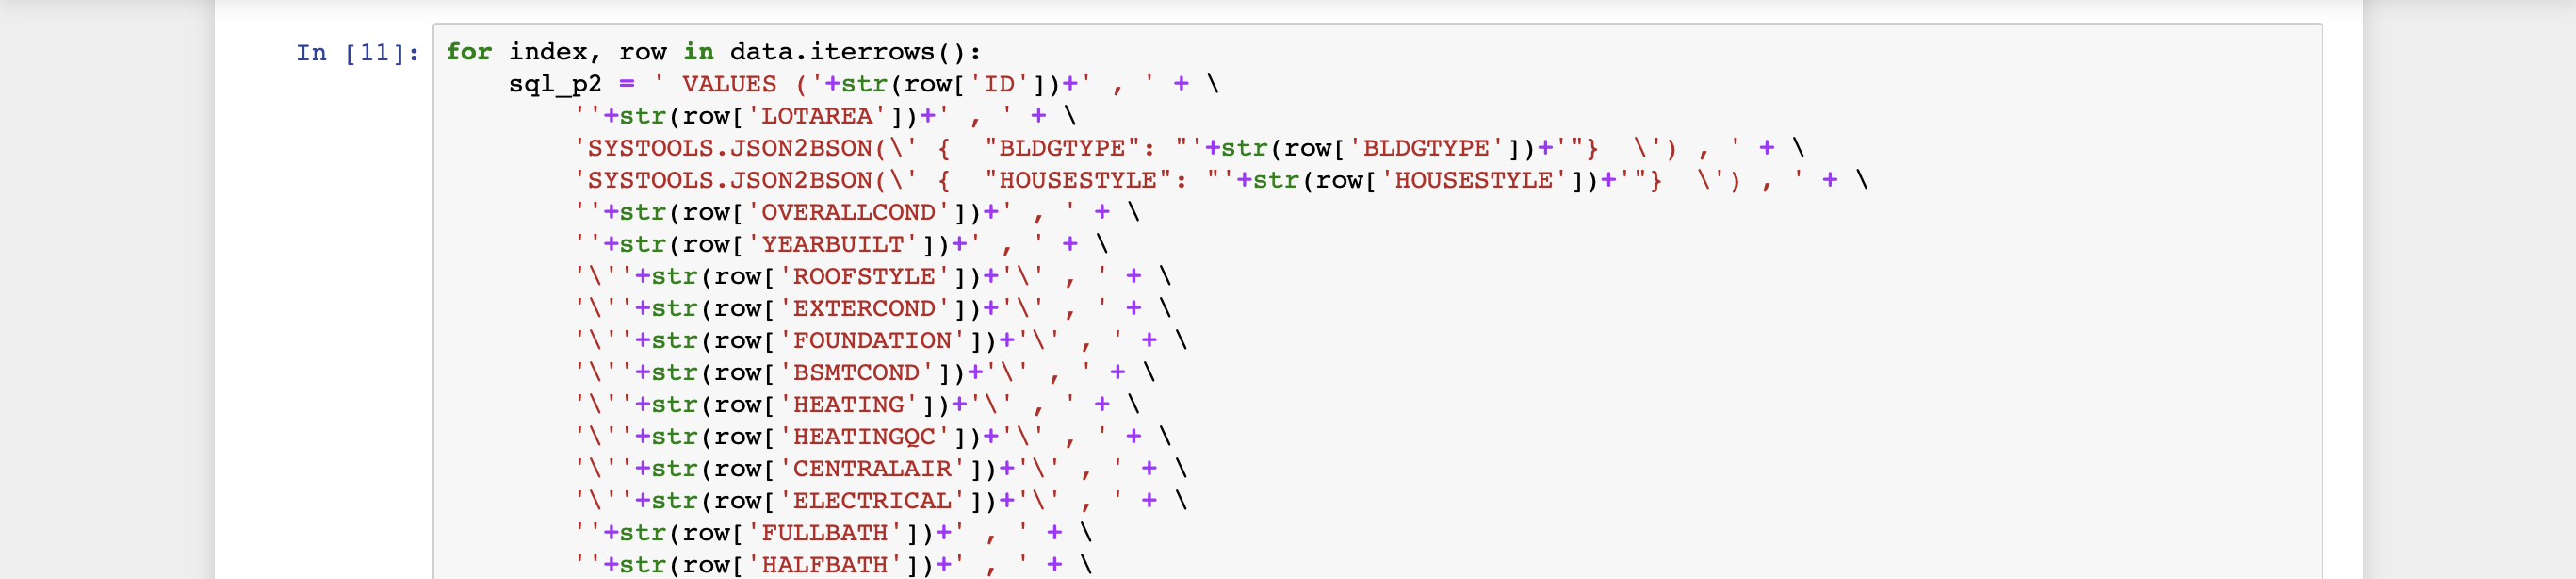 In [11]: for index, row in data.iterrows():
    sql_p2 = ' VALUES ('+str(row['ID'])+' , ' + \
        ''+str(row['LOTAREA'])+' , ' + \
        'SYSTOOLS.JSON2BSON(\' {  "BLDGTYPE": "'+str(row['BLDGTYPE'])+'"}  \') , ' + \
        'SYSTOOLS.JSON2BSON(\' {  "HOUSESTYLE": "'+str(row['HOUSESTYLE'])+'"}  \') , ' + \
        ''+str(row['OVERALLCOND'])+' , ' + \
        ''+str(row['YEARBUILT'])+' , ' + \
        '\''+str(row['ROOFSTYLE'])+'\' , ' + \
        '\''+str(row['EXTERCOND'])+'\' , ' + \
        '\''+str(row['FOUNDATION'])+'\' , ' + \
        '\''+str(row['BSMTCOND'])+'\' , ' + \
        '\''+str(row['HEATING'])+'\' , ' + \
        '\''+str(row['HEATINGQC'])+'\' , ' + \
        '\''+str(row['CENTRALAIR'])+'\' , ' + \
        '\''+str(row['ELECTRICAL'])+'\' , ' + \
        ''+str(row['FULLBATH'])+' , ' + \
        ''+str(row['HALFBATH'])+' , ' + \